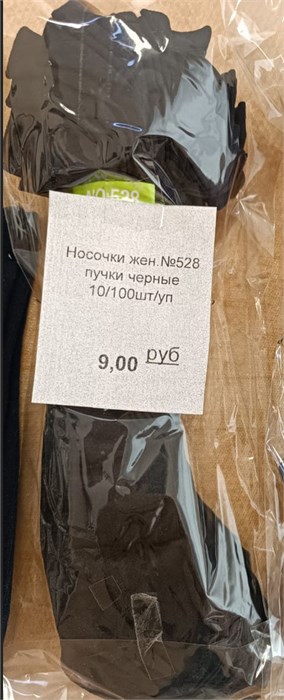 NO:528
Носочки жен.№528
пучки черные
10/100шт/уп
9,00 руб